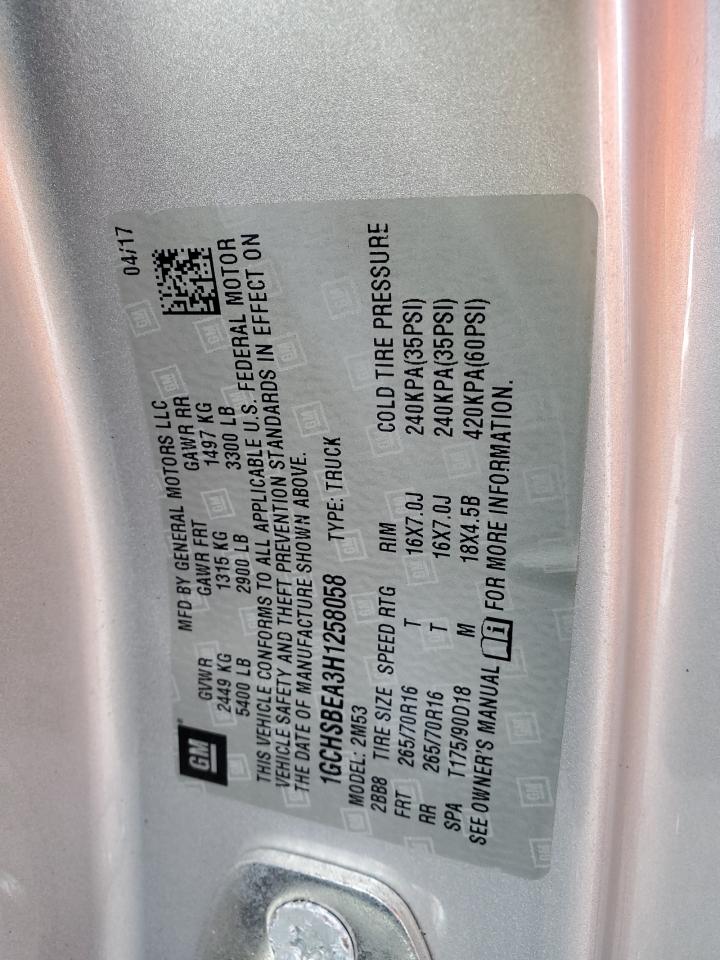 04/17
MFD BY GENERAL MOTORS LLC
GVWR GAWR FRT GAWR RR
2449 KG 1315 KG 1497 KG
5400 LB 2900 LB 3300 LB
GM
THIS VEHICLE CONFORMS TO ALL APPLICABLE U.S. FEDERAL MOTOR
VEHICLE SAFETY AND THEFT PREVENTION STANDARDS IN EFFECT ON
THE DATE OF MANUFACTURE SHOWN ABOVE.
1GCHSBEA3H1258058 TYPE: TRUCK
MODEL: 2M53
2BB8 TIRE SIZE SPEED RTG RIM COLD TIRE PRESSURE
FRT 265/70R16 T 16X7.0J 240KPA(35PSI)
RR 265/70R16 T 16X7.0J 240KPA(35PSI)
SPA T175/90D18 M 18X4.5B 420KPA(60PSI)
SEE OWNER'S MANUAL i FOR MORE INFORMATION.